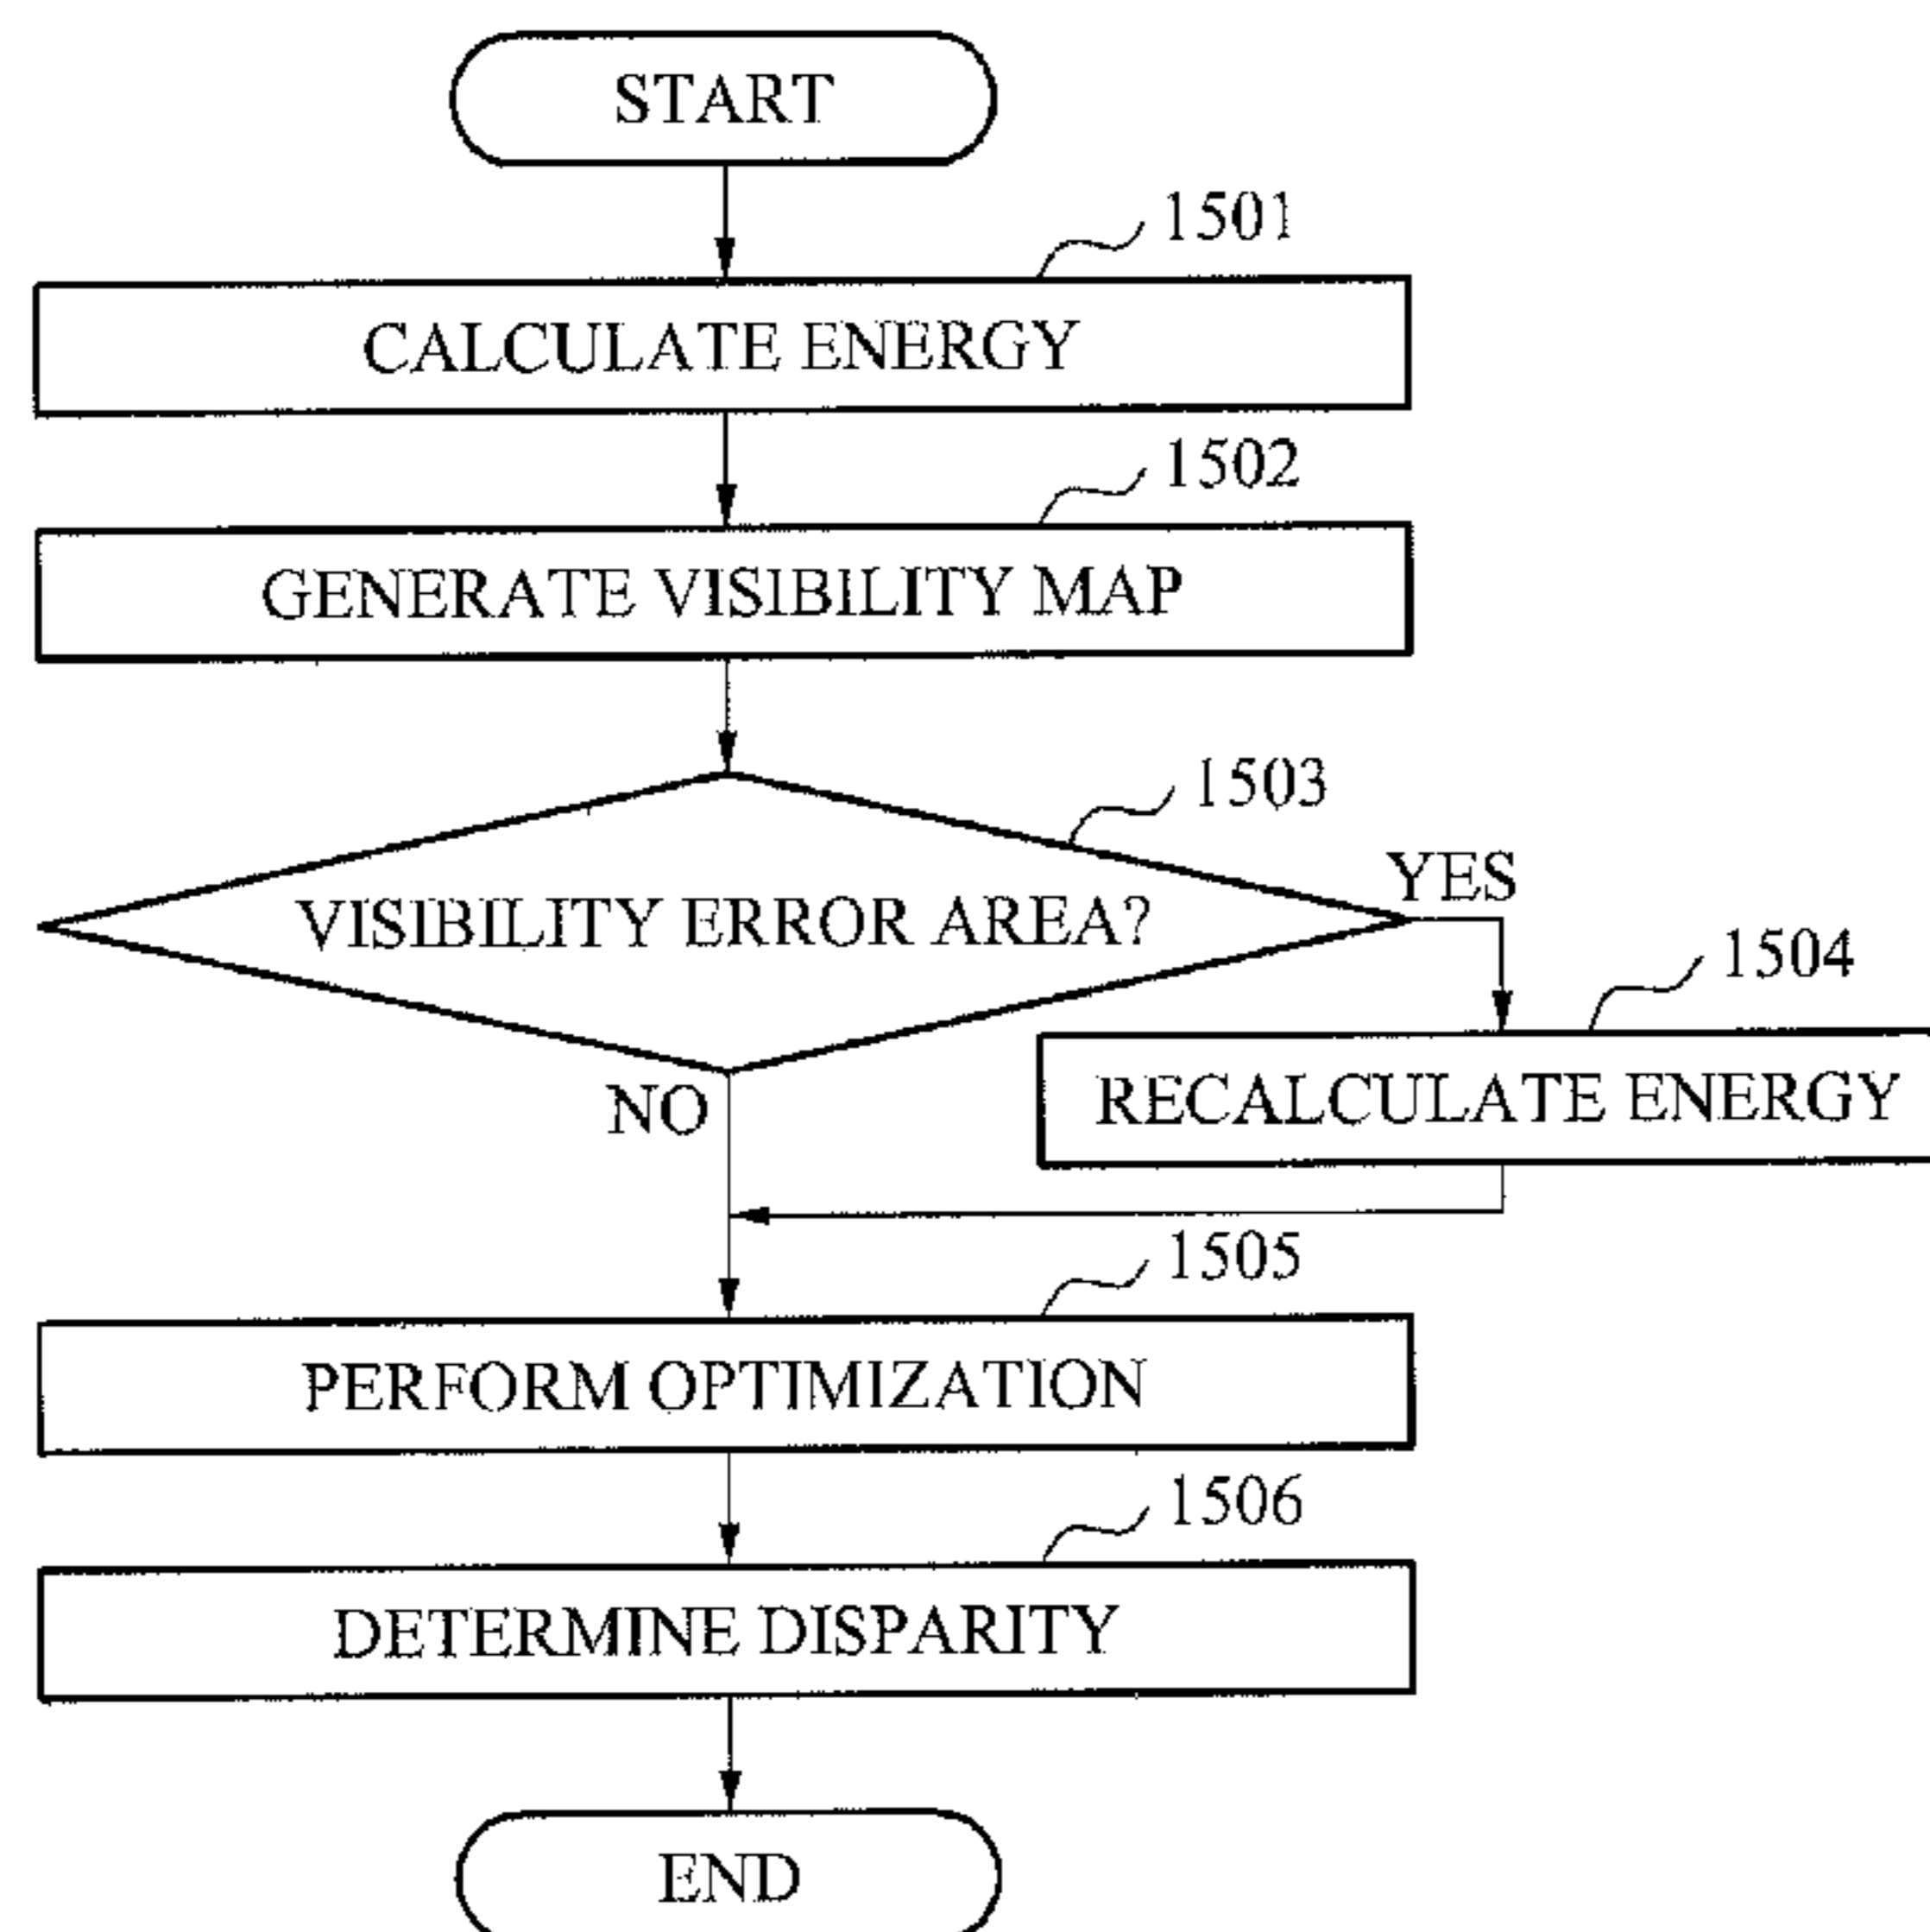 START
1501
CALCULATE ENERGY
1502
GENERATE VISIBILITY MAP
1503
VISIBILITY ERROR AREA?
YES
1504
RECALCULATE ENERGY
NO
1505
PERFORM OPTIMIZATION
1506
DETERMINE DISPARITY
END